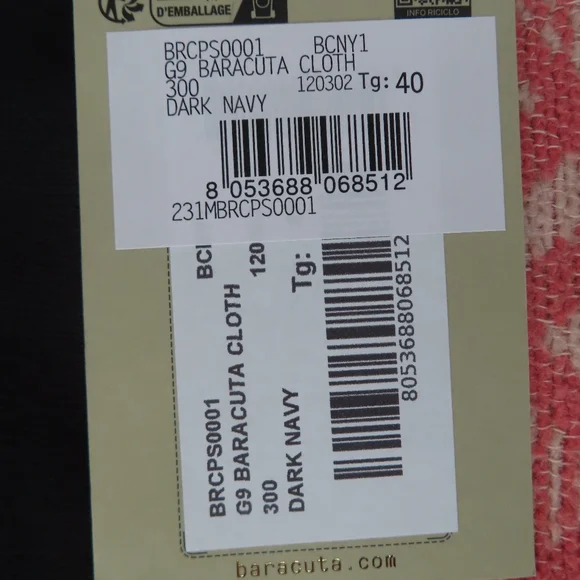 D'EMBALLAGE
INFO RICICLO
BRCPS0001 BCNY1
G9 BARACUTA CLOTH
300 120302 Tg: 40
DARK NAVY
8 053688 068512
231MBRCPS0001
BRCPS0001
G9 BARACUTA CLOTH
300 120 Tg:
DARK NAVY
8053688068512
baracuta.com